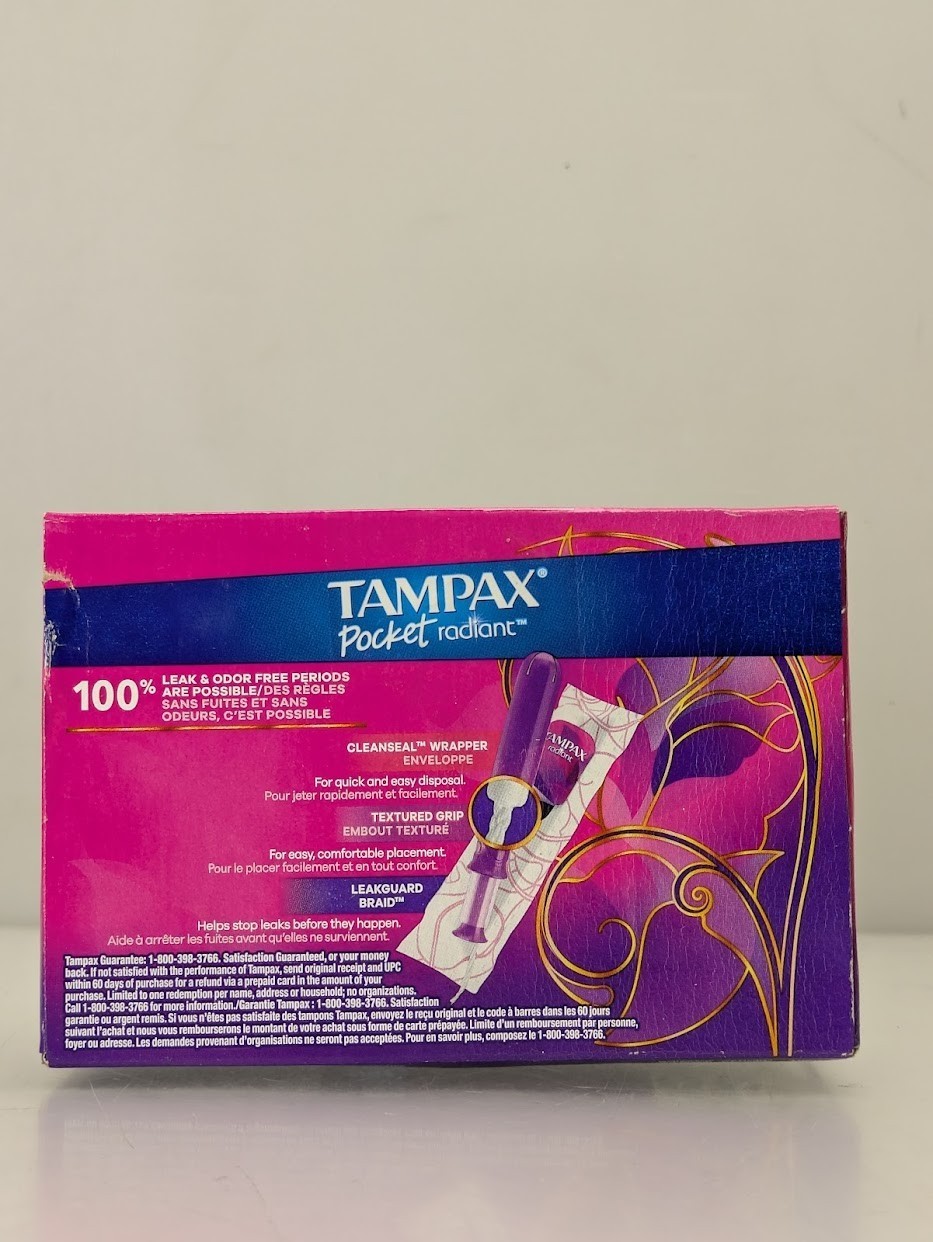 TAMPAX®
Pocket radiant™
100% LEAK & ODOR FREE PERIODS
ARE POSSIBLE/DES RÈGLES
SANS FUITES ET SANS
ODEURS, C'EST POSSIBLE
CLEANSEAL™ WRAPPER
ENVELOPPE
For quick and easy disposal.
Pour jeter rapidement et facilement.
TEXTURED GRIP
EMBOUT TEXTURÉ
For easy, comfortable placement.
Pour le placer facilement et en tout confort.
LEAKGUARD
BRAID™
Helps stop leaks before they happen.
Aide à arrêter les fuites avant qu'elles ne surviennent.
TAMPAX
radiant
Tampax Guarantee: 1-800-398-3766. Satisfaction Guaranteed, or your money
back. If not satisfied with the performance of Tampax, send original receipt and UPC
within 60 days of purchase for a refund via a prepaid card in the amount of your
purchase. Limited to one redemption per name, address or household; no organizations.
Call 1-800-398-3766 for more information./Garantie Tampax : 1-800-398-3766. Satisfaction
garantie ou argent remis. Si vous n'êtes pas satisfaite des tampons Tampax, envoyez le reçu original et le code à barres dans les 60 jours
suivant l'achat et nous vous rembourserons le montant de votre achat sous forme de carte prépayée. Limite d'un remboursement par personne,
foyer ou adresse. Les demandes provenant d'organisations ne seront pas acceptées. Pour en savoir plus, composez le 1-800-398-3766.